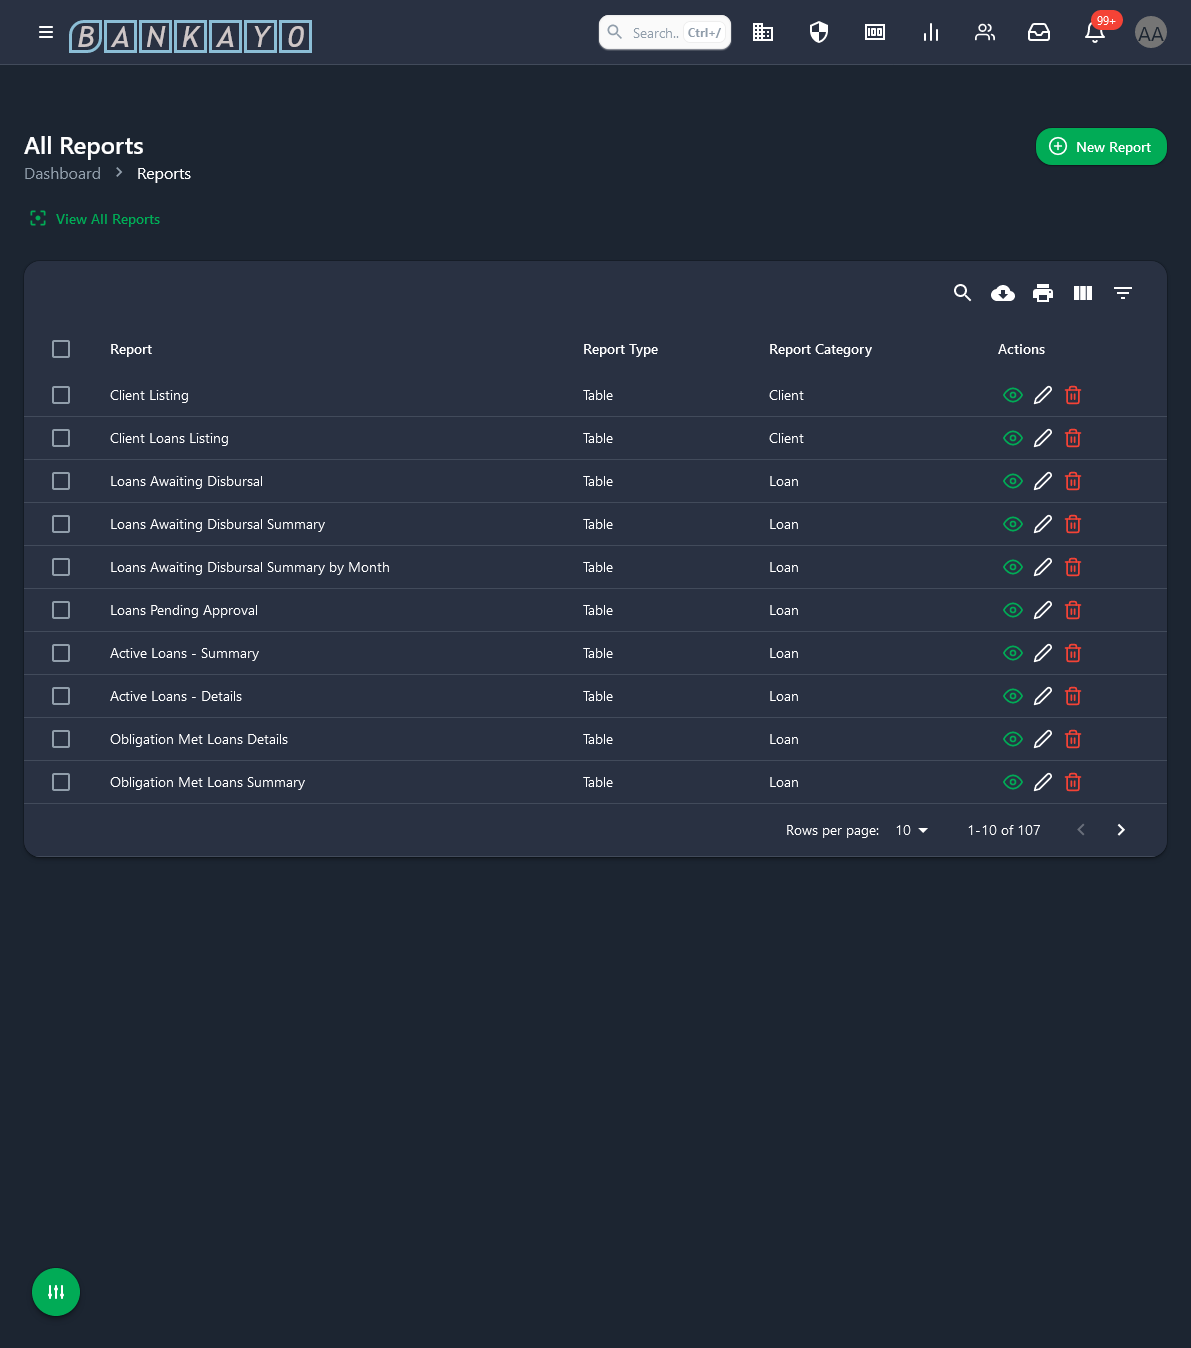 BANKAYO
Search.. Ctrl+/
99+
AA
All Reports
New Report
Dashboard Reports
View All Reports
Report Report Type Report Category Actions
Client Listing Table Client
Client Loans Listing Table Client
Loans Awaiting Disbursal Table Loan
Loans Awaiting Disbursal Summary Table Loan
Loans Awaiting Disbursal Summary by Month Table Loan
Loans Pending Approval Table Loan
Active Loans - Summary Table Loan
Active Loans - Details Table Loan
Obligation Met Loans Details Table Loan
Obligation Met Loans Summary Table Loan
Rows per page: 10 1-10 of 107